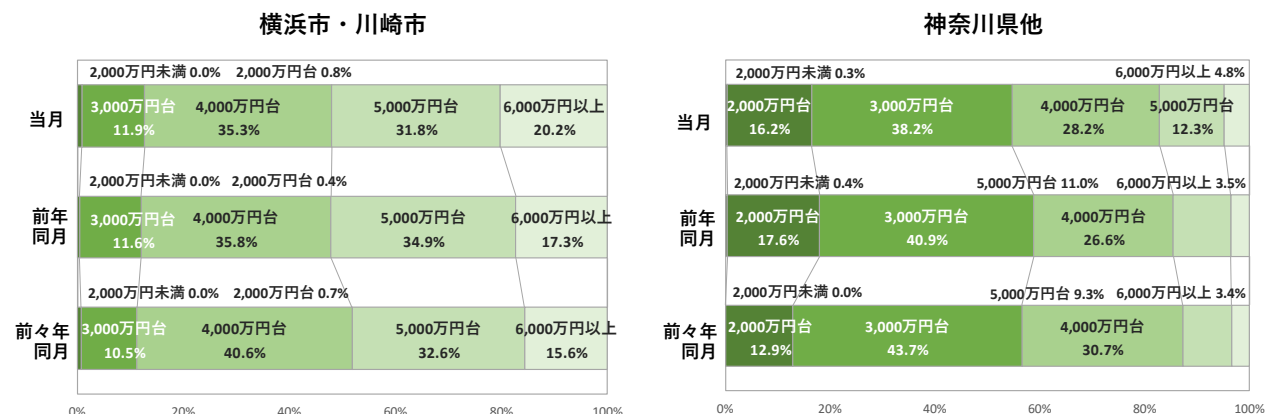 横浜市・川崎市
2,000万円未満 0.0% 2,000万円台 0.8%
当月
3,000万円台 4,000万円台 5,000万円台 6,000万円以上
11.9% 35.3% 31.8% 20.2%
2,000万円未満 0.0% 2,000万円台 0.4%
前年
同月
3,000万円台 4,000万円台 5,000万円台 6,000万円以上
11.6% 35.8% 34.9% 17.3%
2,000万円未満 0.0% 2,000万円台 0.7%
前々年
同月
3,000万円台 4,000万円台 5,000万円台 6,000万円以上
10.5% 40.6% 32.6% 15.6%
0% 20% 40% 60% 80% 100%
神奈川県他
2,000万円未満 0.3% 6,000万円以上 4.8%
当月
2,000万円台 3,000万円台 4,000万円台 5,000万円台
16.2% 38.2% 28.2% 12.3%
2,000万円未満 0.4% 5,000万円台 11.0% 6,000万円以上 3.5%
前年
同月
2,000万円台 3,000万円台 4,000万円台
17.6% 40.9% 26.6%
2,000万円未満 0.0% 5,000万円台 9.3% 6,000万円以上 3.4%
前々年
同月
2,000万円台 3,000万円台 4,000万円台
12.9% 43.7% 30.7%
0% 20% 40% 60% 80% 100%